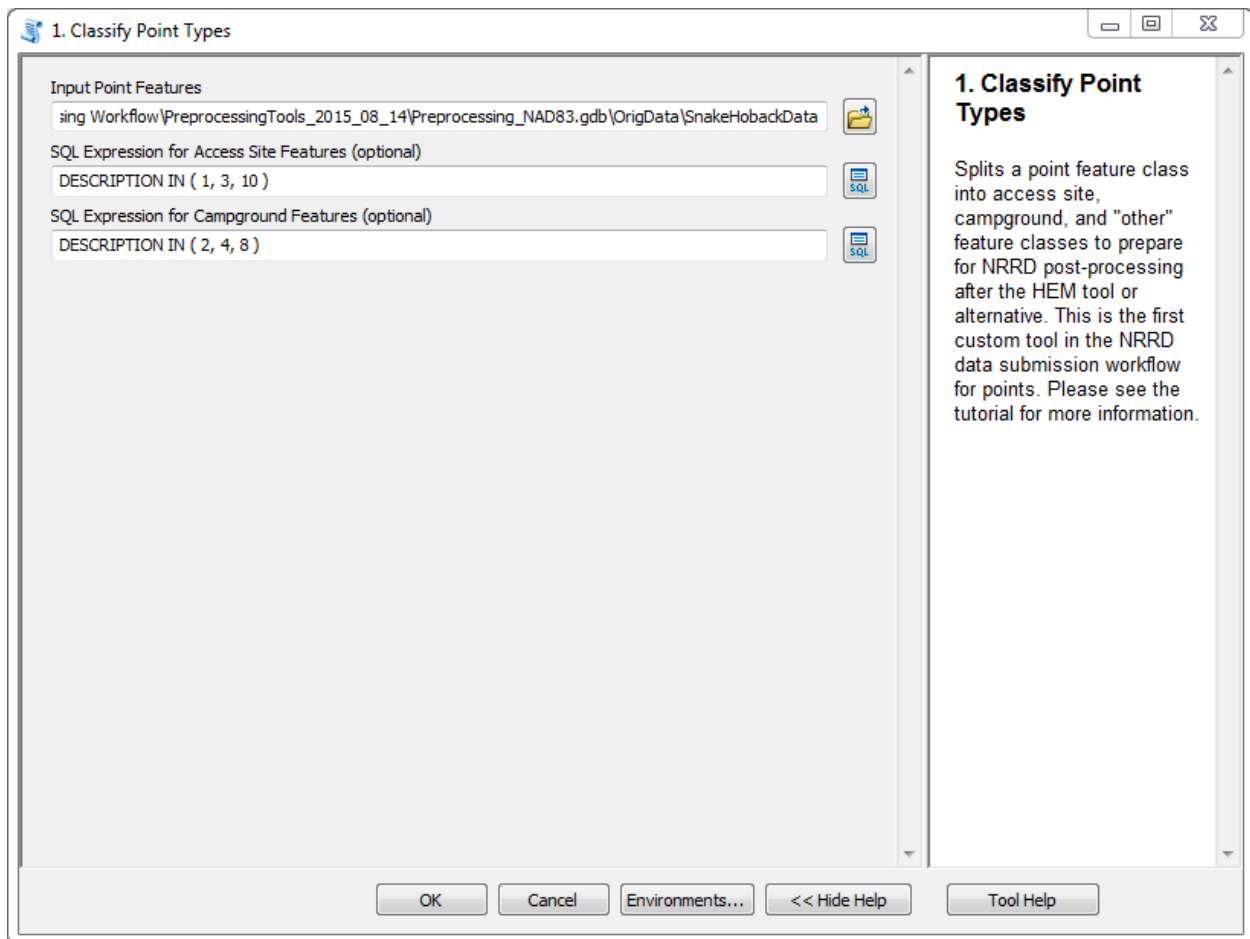 1. Classify Point Types
Input Point Features
sing Workflow\PreprocessingTools_2015_08_14\Preprocessing_NAD83.gdb\OrigData\SnakeHobackData
SQL Expression for Access Site Features (optional)
DESCRIPTION IN ( 1, 3, 10 )
SQL
SQL Expression for Campground Features (optional)
DESCRIPTION IN ( 2, 4, 8 )
SQL
OK
Cancel
Environments...
<< Hide Help
1. Classify Point
Types
Splits a point feature class
into access site,
campground, and "other"
feature classes to prepare
for NRRD post-processing
after the HEM tool or
alternative. This is the first
custom tool in the NRRD
data submission workflow
for points. Please see the
tutorial for more information.
Tool Help